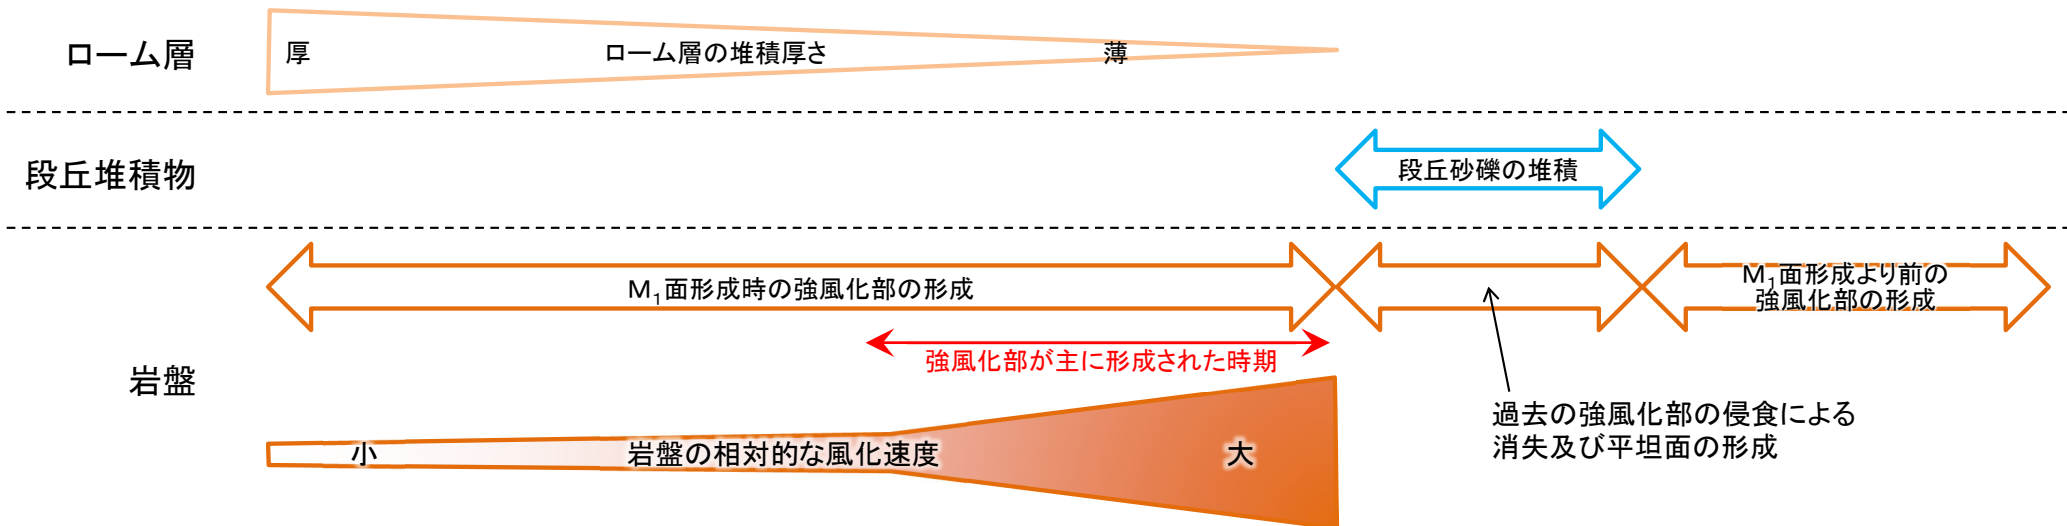 ローム層
厚
ローム層の堆積厚さ
薄
段丘堆積物
段丘砂礫の堆積
M₁面形成時の強風化部の形成
M₁面形成より前の
強風化部の形成
強風化部が主に形成された時期
岩盤
小
岩盤の相対的な風化速度
大
過去の強風化部の侵食による
消失及び平坦面の形成